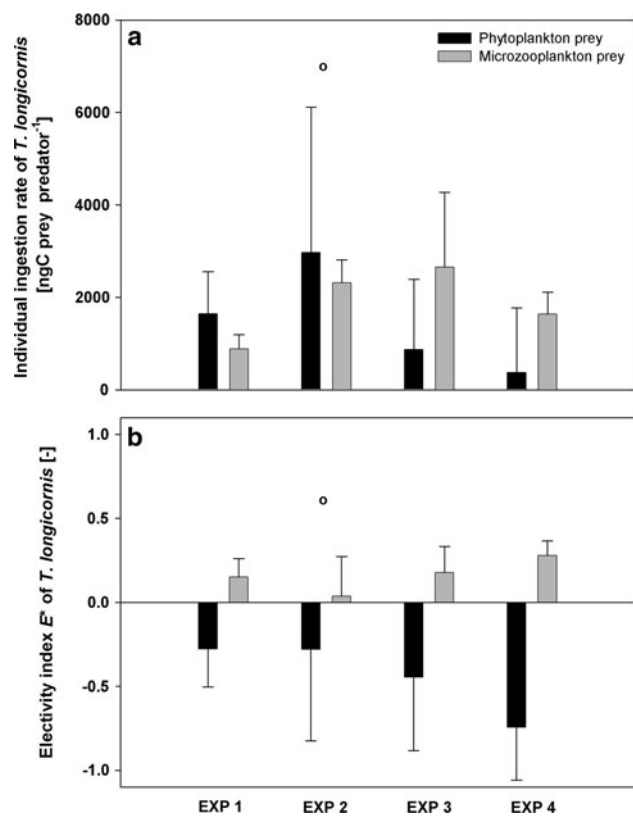 a
Phytoplankton prey
Microzooplankton prey
Individual ingestion rate of T. longicornis
[ngC prey predator⁻¹]
8000
6000
4000
2000
0
o
b
Electivity index E* of T. longicornis [-]
1.0
0.5
0.0
-0.5
-1.0
o
EXP 1 EXP 2 EXP 3 EXP 4